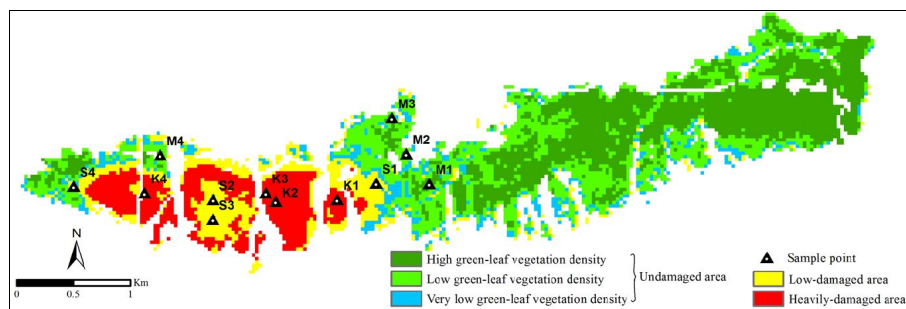 M3
M4
M2
S4
K4
S2
K3
K1
S1
M1
S3
K2
N
0
0.5
1
Km
High green-leaf vegetation density
Low green-leaf vegetation density
Very low green-leaf vegetation density
Undamaged area
Sample point
Low-damaged area
Heavily-damaged area